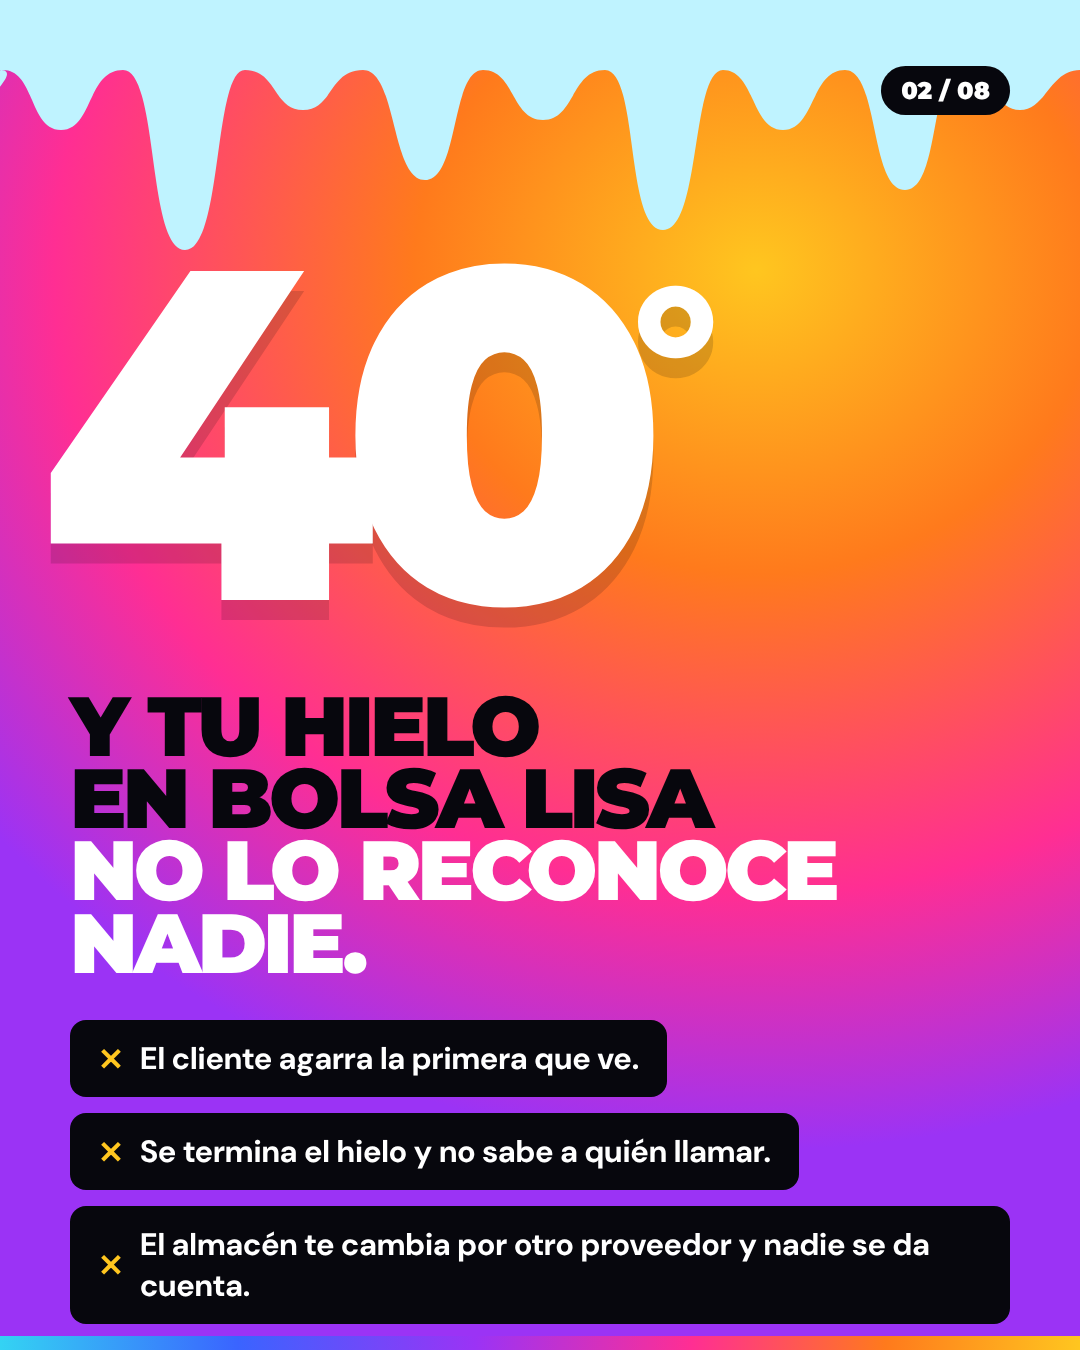 02 / 08
40°
Y TU HIELO
EN BOLSA LISA
NO LO RECONOCE
NADIE.
✕ El cliente agarra la primera que ve.
✕ Se termina el hielo y no sabe a quién llamar.
✕ El almacén te cambia por otro proveedor y nadie se da
cuenta.